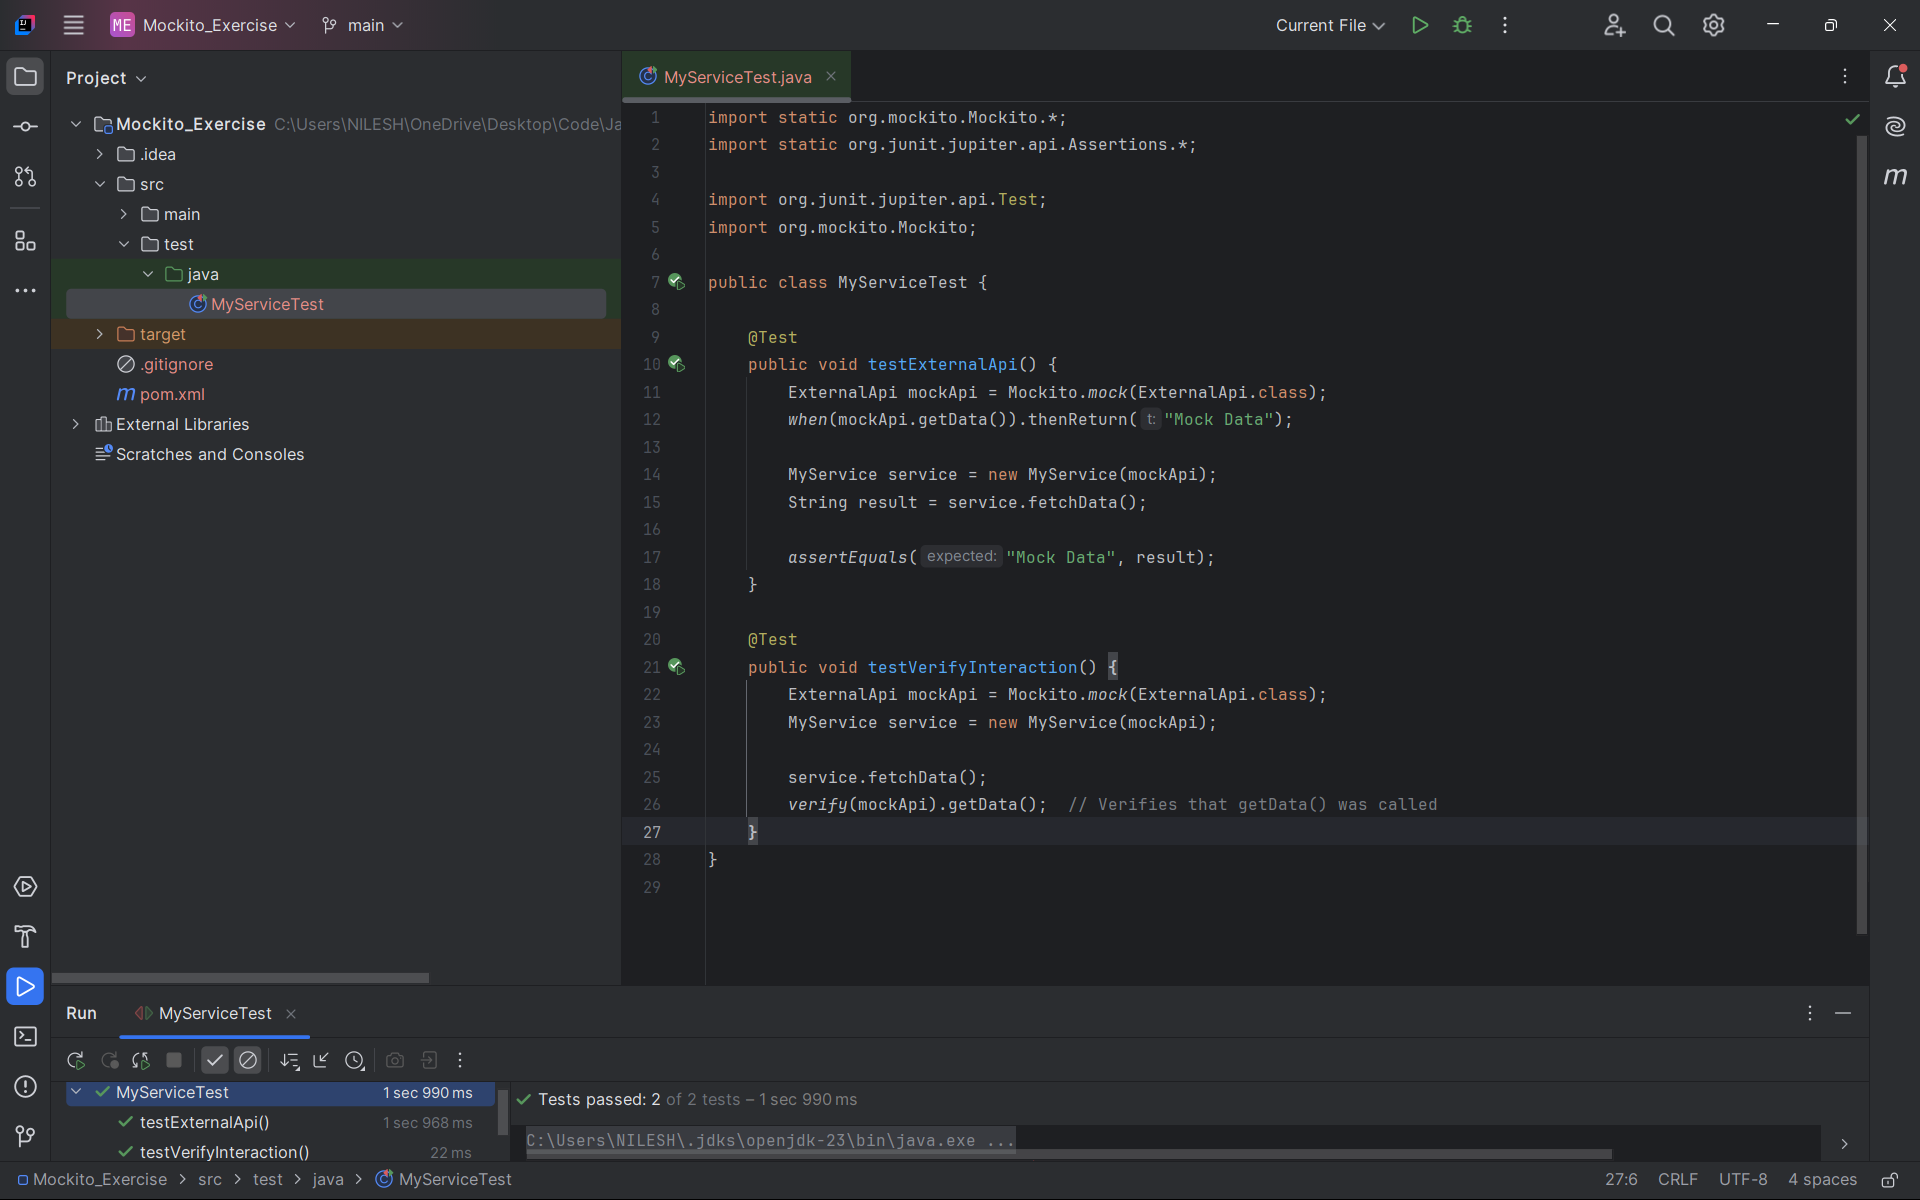 ME Mockito_Exercise main Current File
Project
MyServiceTest.java
Mockito_Exercise C:\Users\NILESH\OneDrive\Desktop\Code\Ja
.idea
src
main
test
java
MyServiceTest
target
.gitignore
m pom.xml
External Libraries
Scratches and Consoles
1 import static org.mockito.Mockito.*;
2 import static org.junit.jupiter.api.Assertions.*;
3
4 import org.junit.jupiter.api.Test;
5 import org.mockito.Mockito;
6
7 public class MyServiceTest {
8
9 @Test
10 public void testExternalApi() {
11 ExternalApi mockApi = Mockito.mock(ExternalApi.class);
12 when(mockApi.getData()).thenReturn( t: "Mock Data");
13
14 MyService service = new MyService(mockApi);
15 String result = service.fetchData();
16
17 assertEquals( expected: "Mock Data", result);
18 }
19
20 @Test
21 public void testVerifyInteraction() {
22 ExternalApi mockApi = Mockito.mock(ExternalApi.class);
23 MyService service = new MyService(mockApi);
24
25 service.fetchData();
26 verify(mockApi).getData(); // Verifies that getData() was called
27 }
28 }
29
m
Run MyServiceTest
MyServiceTest 1 sec 990 ms
testExternalApi() 1 sec 968 ms
testVerifyInteraction() 22 ms
Tests passed: 2 of 2 tests – 1 sec 990 ms
C:\Users\NILESH\.jdks\openjdk-23\bin\java.exe ...
Mockito_Exercise > src > test > java > MyServiceTest 27:6 CRLF UTF-8 4 spaces